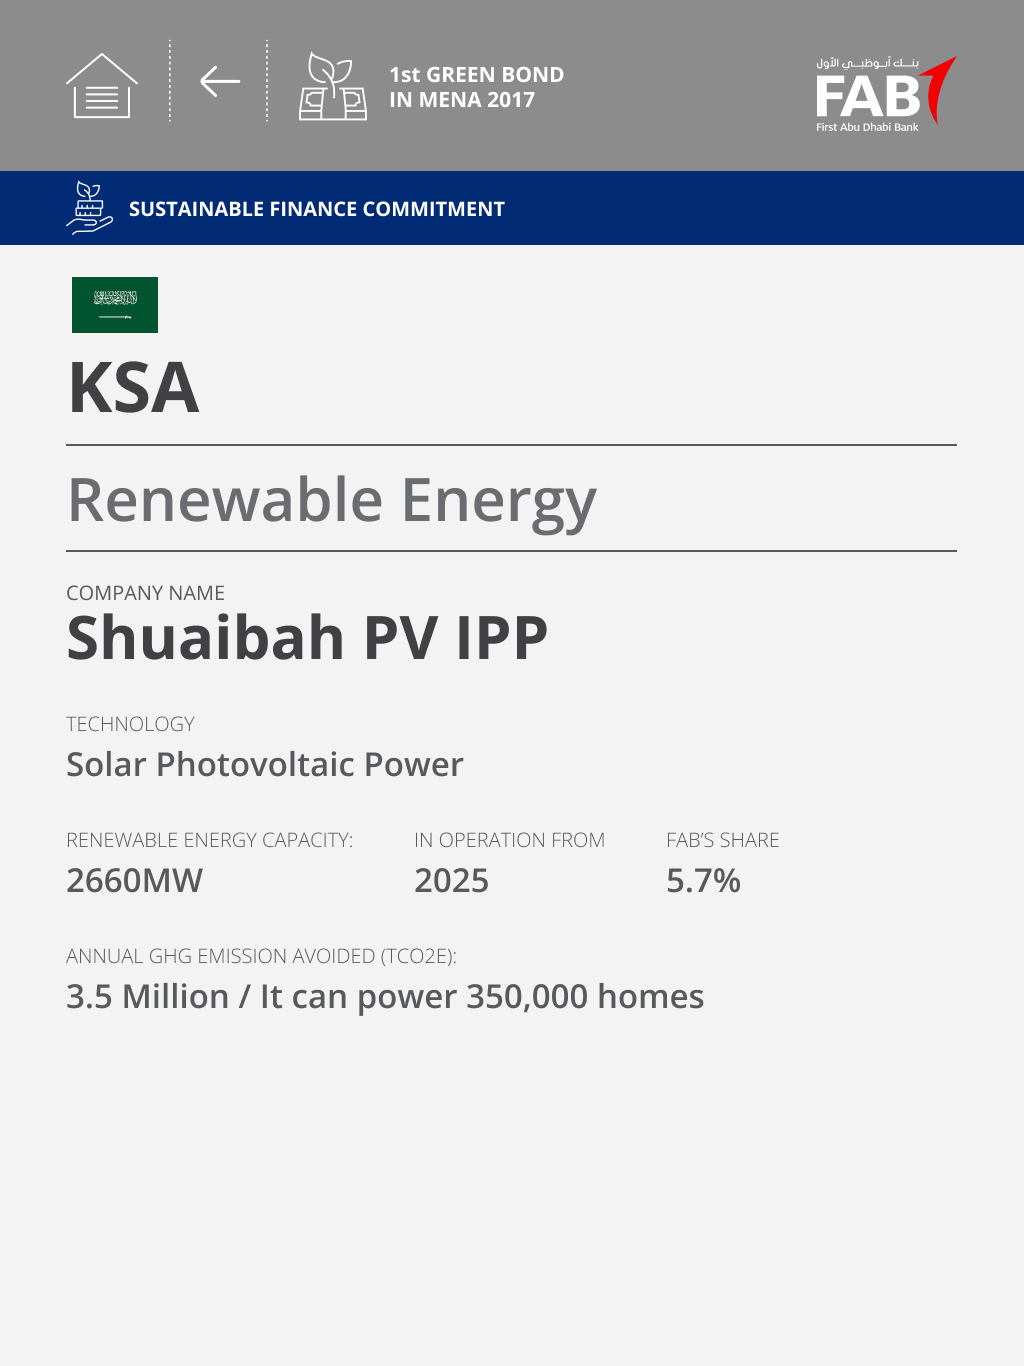 1st GREEN BOND
IN MENA 2017
بنك أبوظبي الأول
FAB
First Abu Dhabi Bank
SUSTAINABLE FINANCE COMMITMENT
KSA
Renewable Energy
COMPANY NAME
Shuaibah PV IPP
TECHNOLOGY
Solar Photovoltaic Power
RENEWABLE ENERGY CAPACITY: IN OPERATION FROM FAB’S SHARE
2660MW 2025 5.7%
ANNUAL GHG EMISSION AVOIDED (TCO2E):
3.5 Million / It can power 350,000 homes